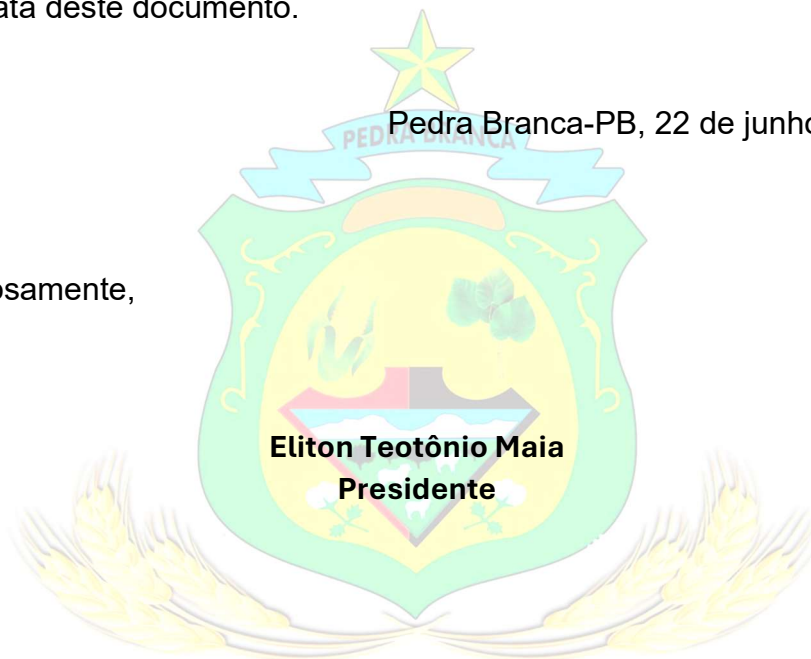 ata deste documento.
PEDRA BRANCA
Pedra Branca-PB, 22 de junho
osamente,
Eliton Teotônio Maia
Presidente